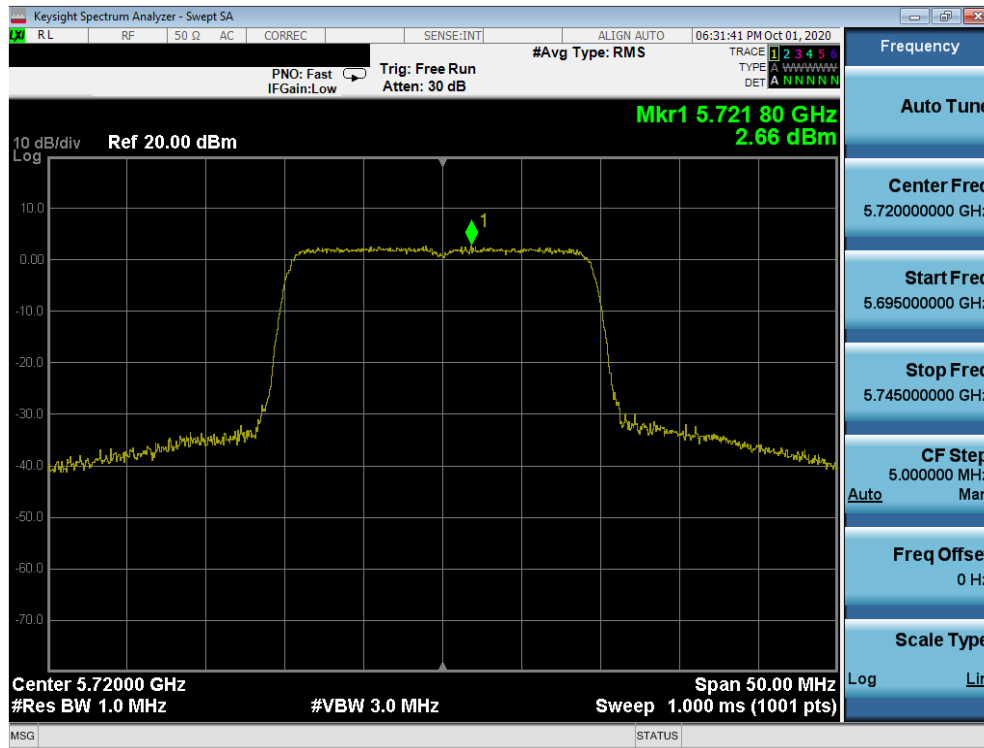 Keysight Spectrum Analyzer - Swept SA
LXI RL RF 50 Ω AC CORREC SENSE:INT ALIGN AUTO 06:31:41 PM Oct 01, 2020
PNO: Fast
IFGain:Low
Trig: Free Run
Atten: 30 dB
#Avg Type: RMS
TRACE 1 2 3 4 5 6
TYPE A WWWWW
DET A N N N N N
Mkr1 5.721 80 GHz
2.66 dBm
10 dB/div
Log
Ref 20.00 dBm
1
10.0
0.00
-10.0
-20.0
-30.0
-40.0
-50.0
-60.0
-70.0
Center 5.72000 GHz
Span 50.00 MHz
#Res BW 1.0 MHz
#VBW 3.0 MHz
Sweep 1.000 ms (1001 pts)
MSG
STATUS
Frequency
Auto Tune
Center Freq
5.720000000 GHz
Start Freq
5.695000000 GHz
Stop Freq
5.745000000 GHz
CF Step
5.000000 MHz
Auto Man
Freq Offset
0 Hz
Scale Type
Log Lin